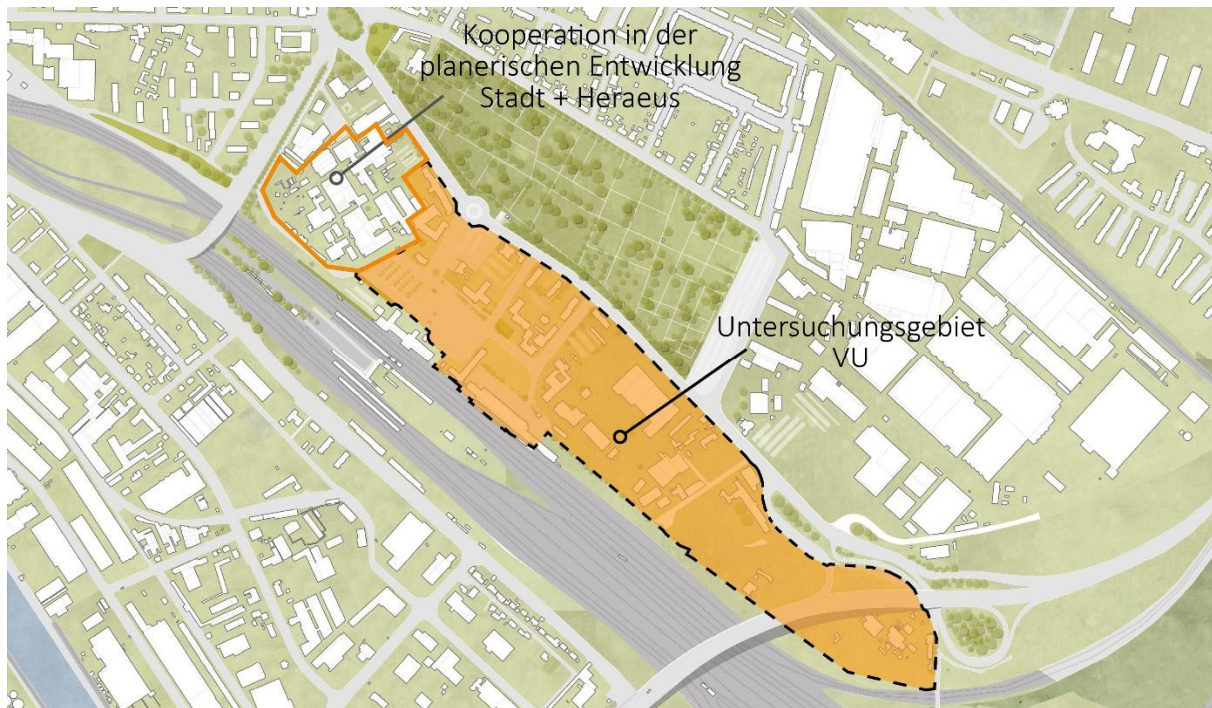 Kooperation in der
planerischen Entwicklung
Stadt + Heraeus
Untersuchungsgebiet
VU